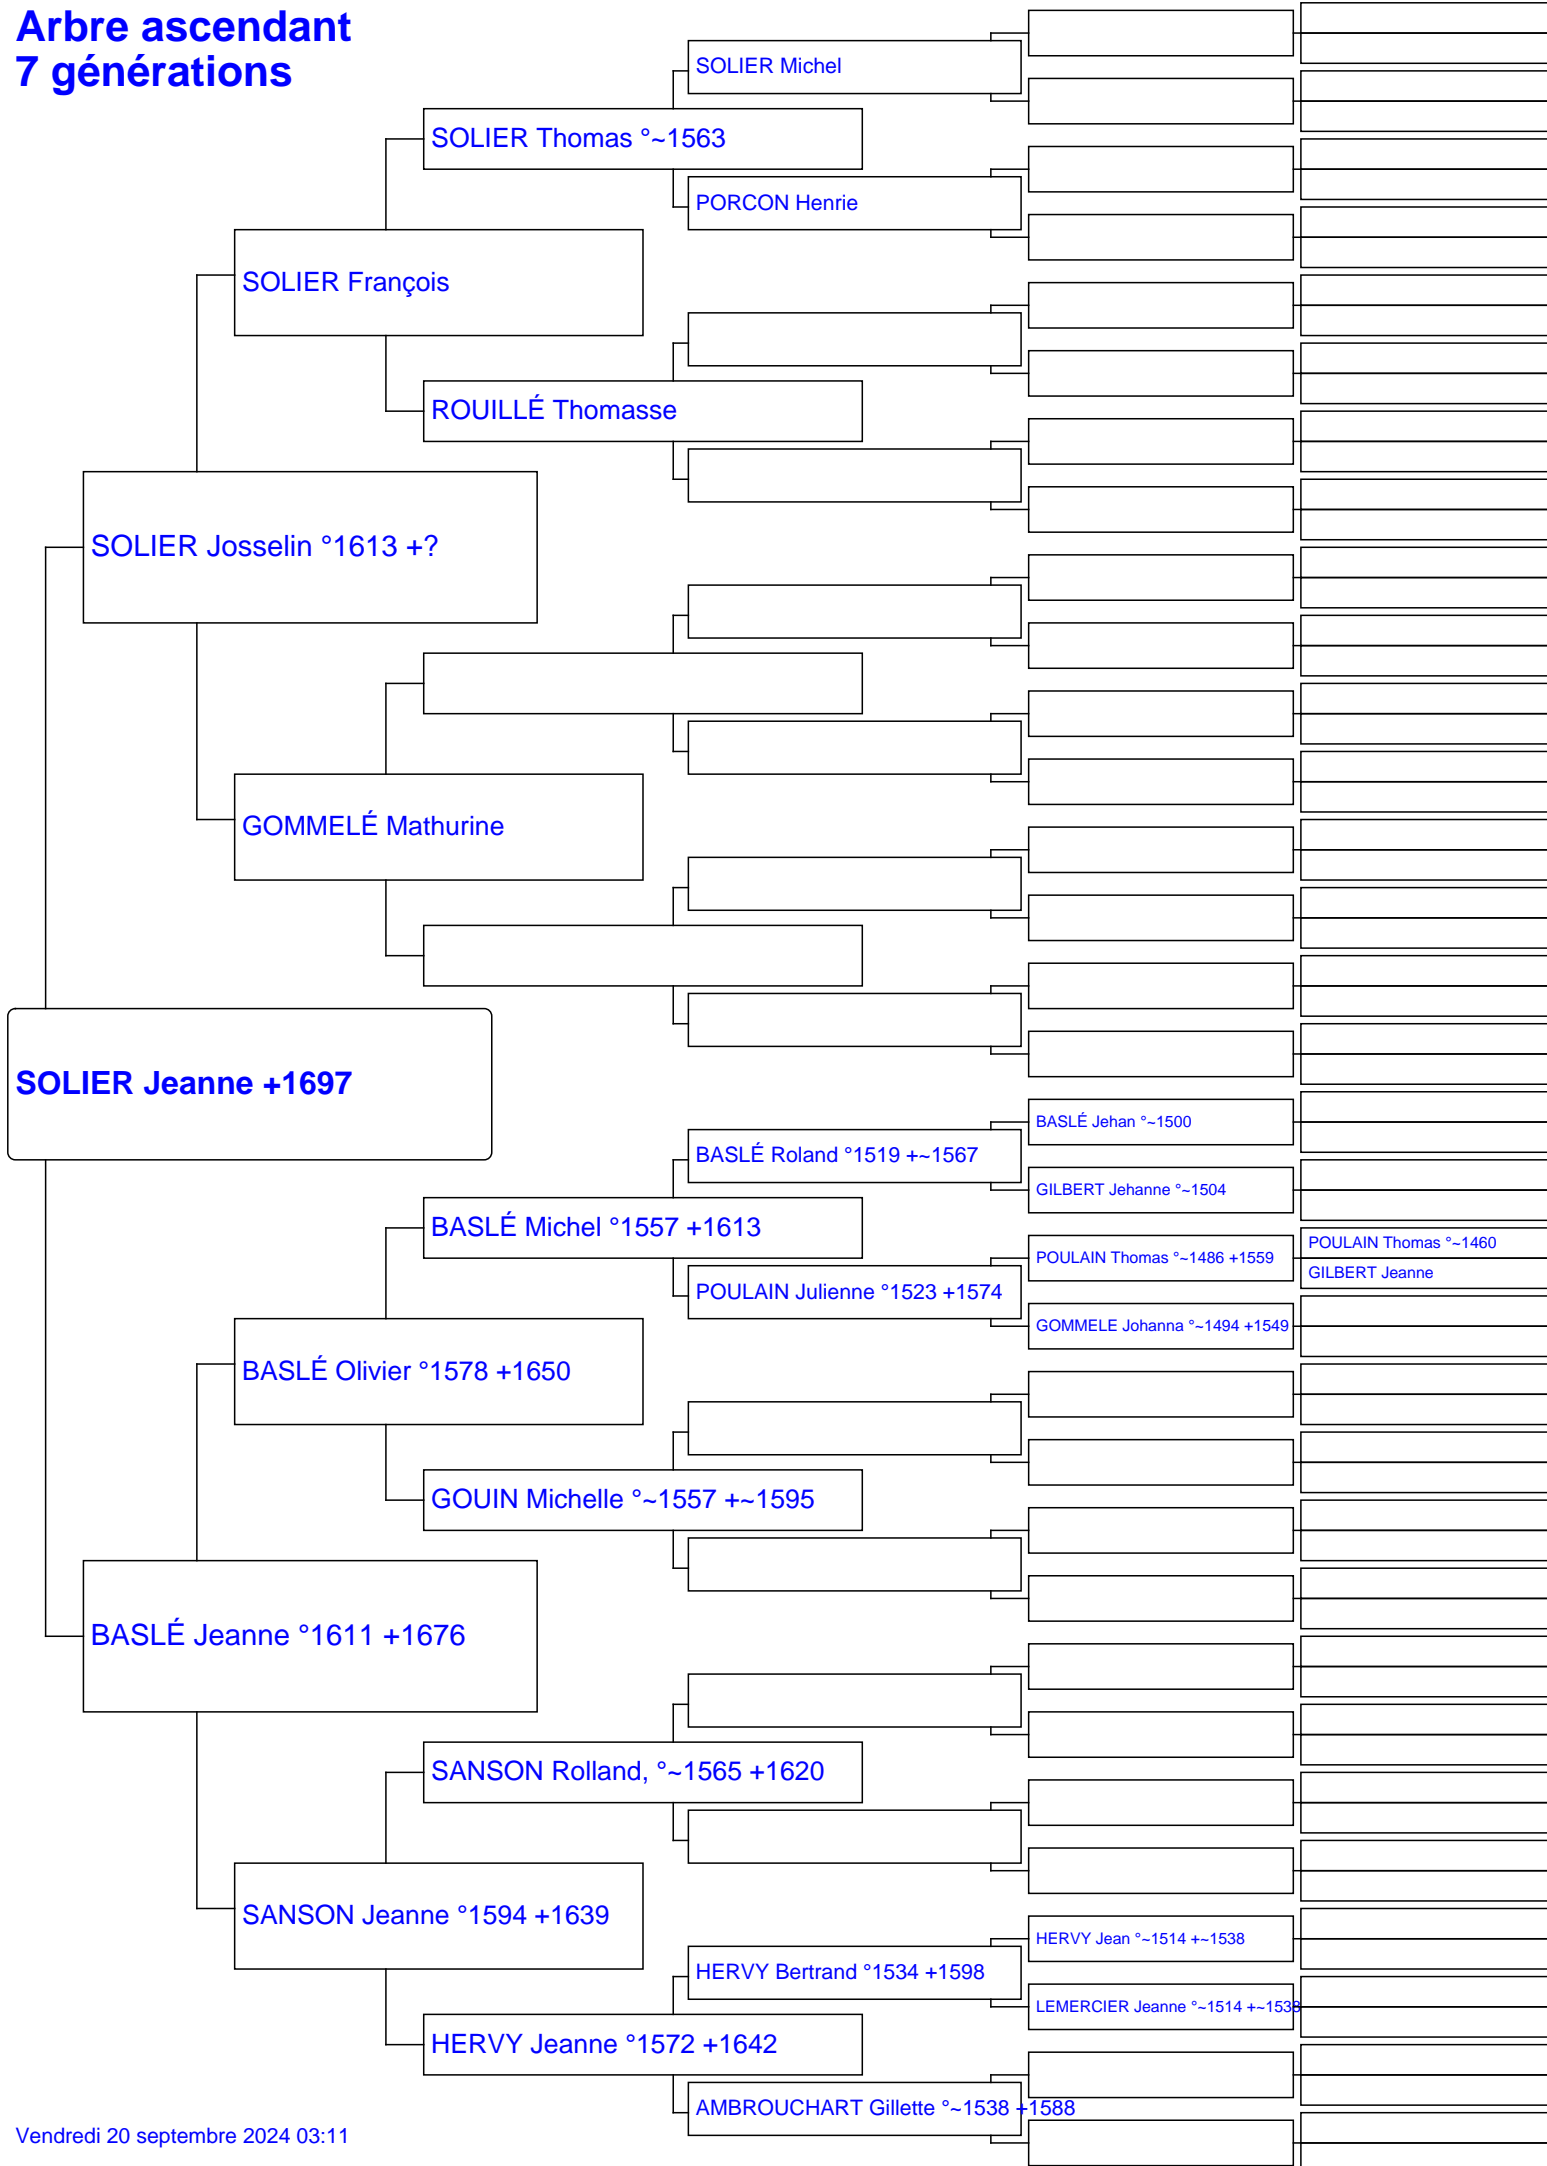 Arbre ascendant
7 générations
SOLIER Michel
SOLIER Thomas °~1563
PORCON Henrie
SOLIER François
ROUILLÉ Thomasse
SOLIER Josselin °1613 +?
GOMMELÉ Mathurine
SOLIER Jeanne +1697
BASLÉ Jehan °~1500
BASLÉ Roland °1519 +~1567
GILBERT Jehanne °~1504
BASLÉ Michel °1557 +1613
POULAIN Thomas °~1460
POULAIN Thomas °~1486 +1559
GILBERT Jeanne
POULAIN Julienne °1523 +1574
GOMMELE Johanna °~1494 +1549
BASLÉ Olivier °1578 +1650
GOUIN Michelle °~1557 +~1595
BASLÉ Jeanne °1611 +1676
SANSON Rolland, °~1565 +1620
SANSON Jeanne °1594 +1639
HERVY Jean °~1514 +~1538
HERVY Bertrand °1534 +1598
LEMERCIER Jeanne °~1514 +~1538
HERVY Jeanne °1572 +1642
AMBROUCHART Gillette °~1538 +1588
Vendredi 20 septembre 2024 03:11